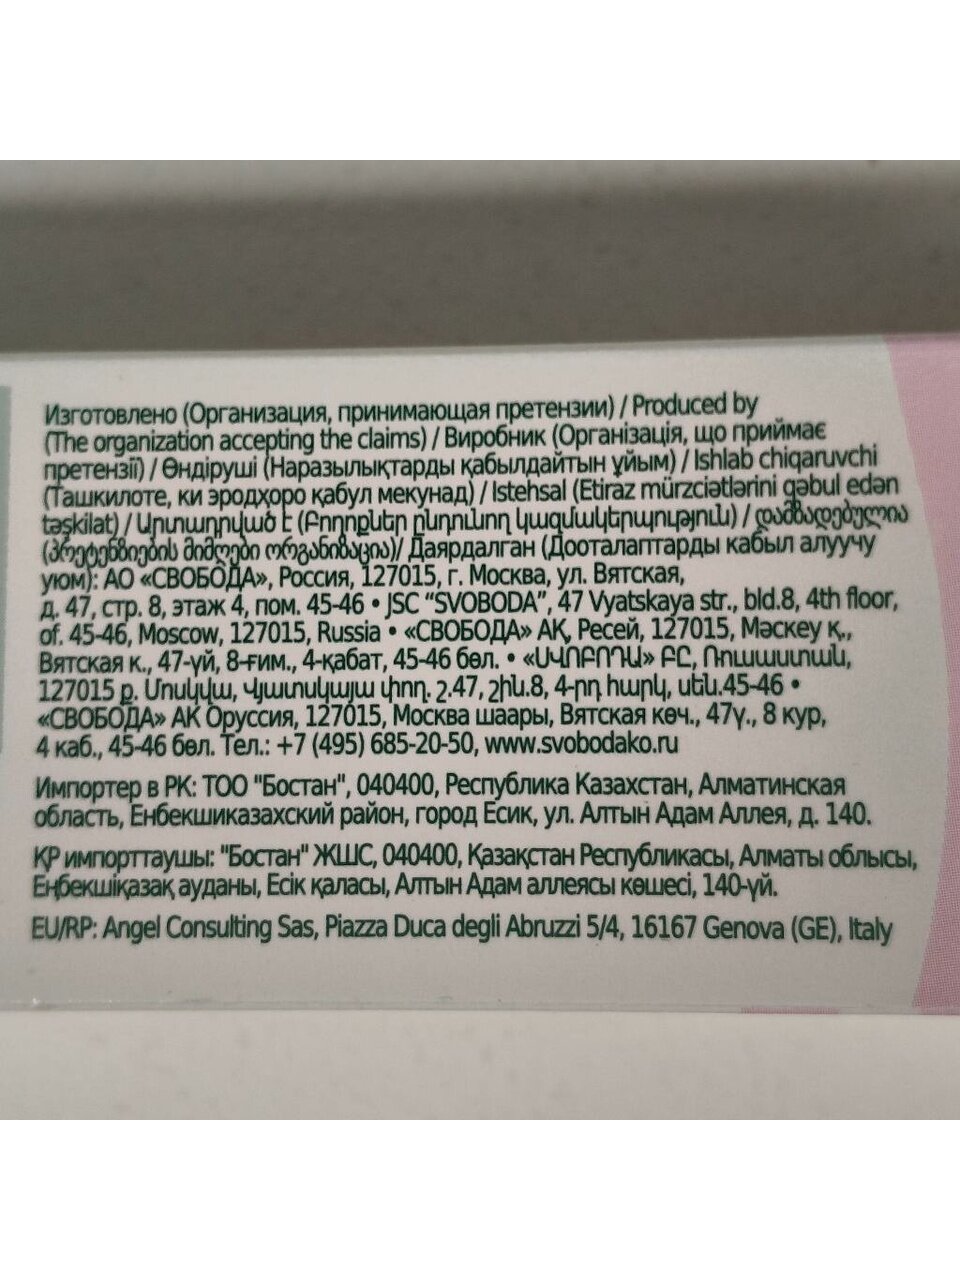 Изготовлено (Организация, принимающая претензии) / Produced by
(The organization accepting the claims) / Виробник (Організація, що приймає
претензії) / Өндіруші (Наразылықтарды қабылдайтын ұйым) / Ishlab chiqaruvchi
(Ташкилоте, ки эродҳоро қабул мекунад) / Istehsal (Etiraz mürzciətlərini qəbul edən
təşkilat) / Արտադրված է (Բողոքներ ընդունող կազմակերպություն) / დამზადებულია
(პრეტენზიების მიმღები ორგანიზაცია)/ Даярдалган (Дооталаптарды кабыл алуучу
уюм): АО «СВОБОДА», Россия, 127015, г. Москва, ул. Вятская,
д. 47, стр. 8, этаж 4, пом. 45-46 • JSC “SVOBODA”, 47 Vyatskaya str., bld.8, 4th floor,
of. 45-46, Moscow, 127015, Russia • «СВОБОДА» АҚ, Ресей, 127015, Мәскеу қ.,
Вятская к., 47-үй, 8-ғим., 4-қабат, 45-46 бөл. • «ՍՎՈԲՈԴԱ» ԲԸ, Ռուսաստան,
127015 ք. Մոսկվա, Վյատսկայա փող. 2.47, շին.8, 4-րդ հարկ, սեն.45-46 •
«СВОБОДА» АК Оруссия, 127015, Москва шаары, Вятская көч., 47ү., 8 кур,
4 каб., 45-46 бөл. Тел.: +7 (495) 685-20-50, www.svobodako.ru
Импортер в РК: ТОО "Бостан", 040400, Республика Казахстан, Алматинская
область, Енбекшиказахский район, город Есик, ул. Алтын Адам Аллея, д. 140.
ҚР импорттаушы: "Бостан" ЖШС, 040400, Қазақстан Республикасы, Алматы облысы,
Еңбекшіқазақ ауданы, Есік қаласы, Алтын Адам аллеясы көшесі, 140-үй.
EU/RP: Angel Consulting Sas, Piazza Duca degli Abruzzi 5/4, 16167 Genova (GE), Italy